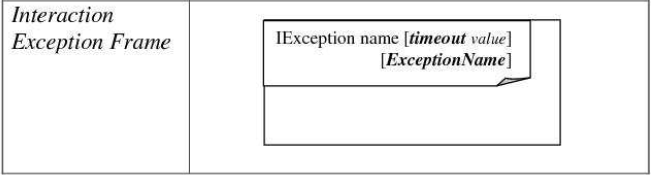 Interaction
Exception Frame
IException name [timeout value]
[ExceptionName]